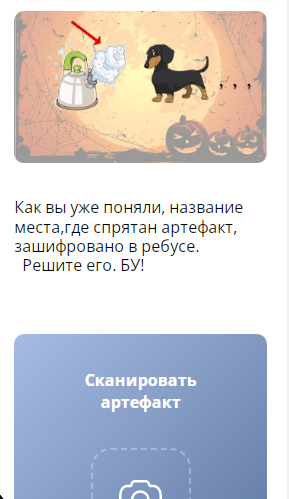 , , ,
Как вы уже поняли, название
места,где спрятан артефакт,
зашифровано в ребусе.
Решите его. БУ!
Сканировать
артефакт